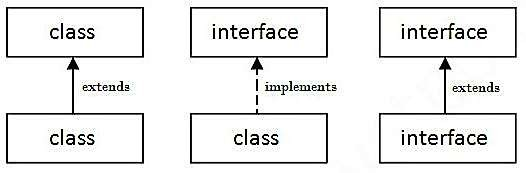 class interface interface
extends implements extends
class class interface